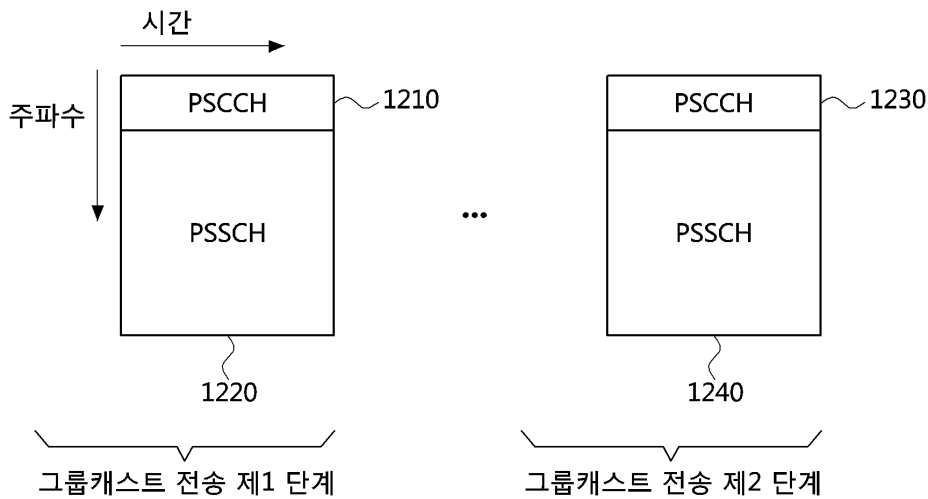 시간
주파수
PSCCH
1210
PSSCH
1220
그룹캐스트 전송 제1 단계
...
PSCCH
1230
PSSCH
1240
그룹캐스트 전송 제2 단계